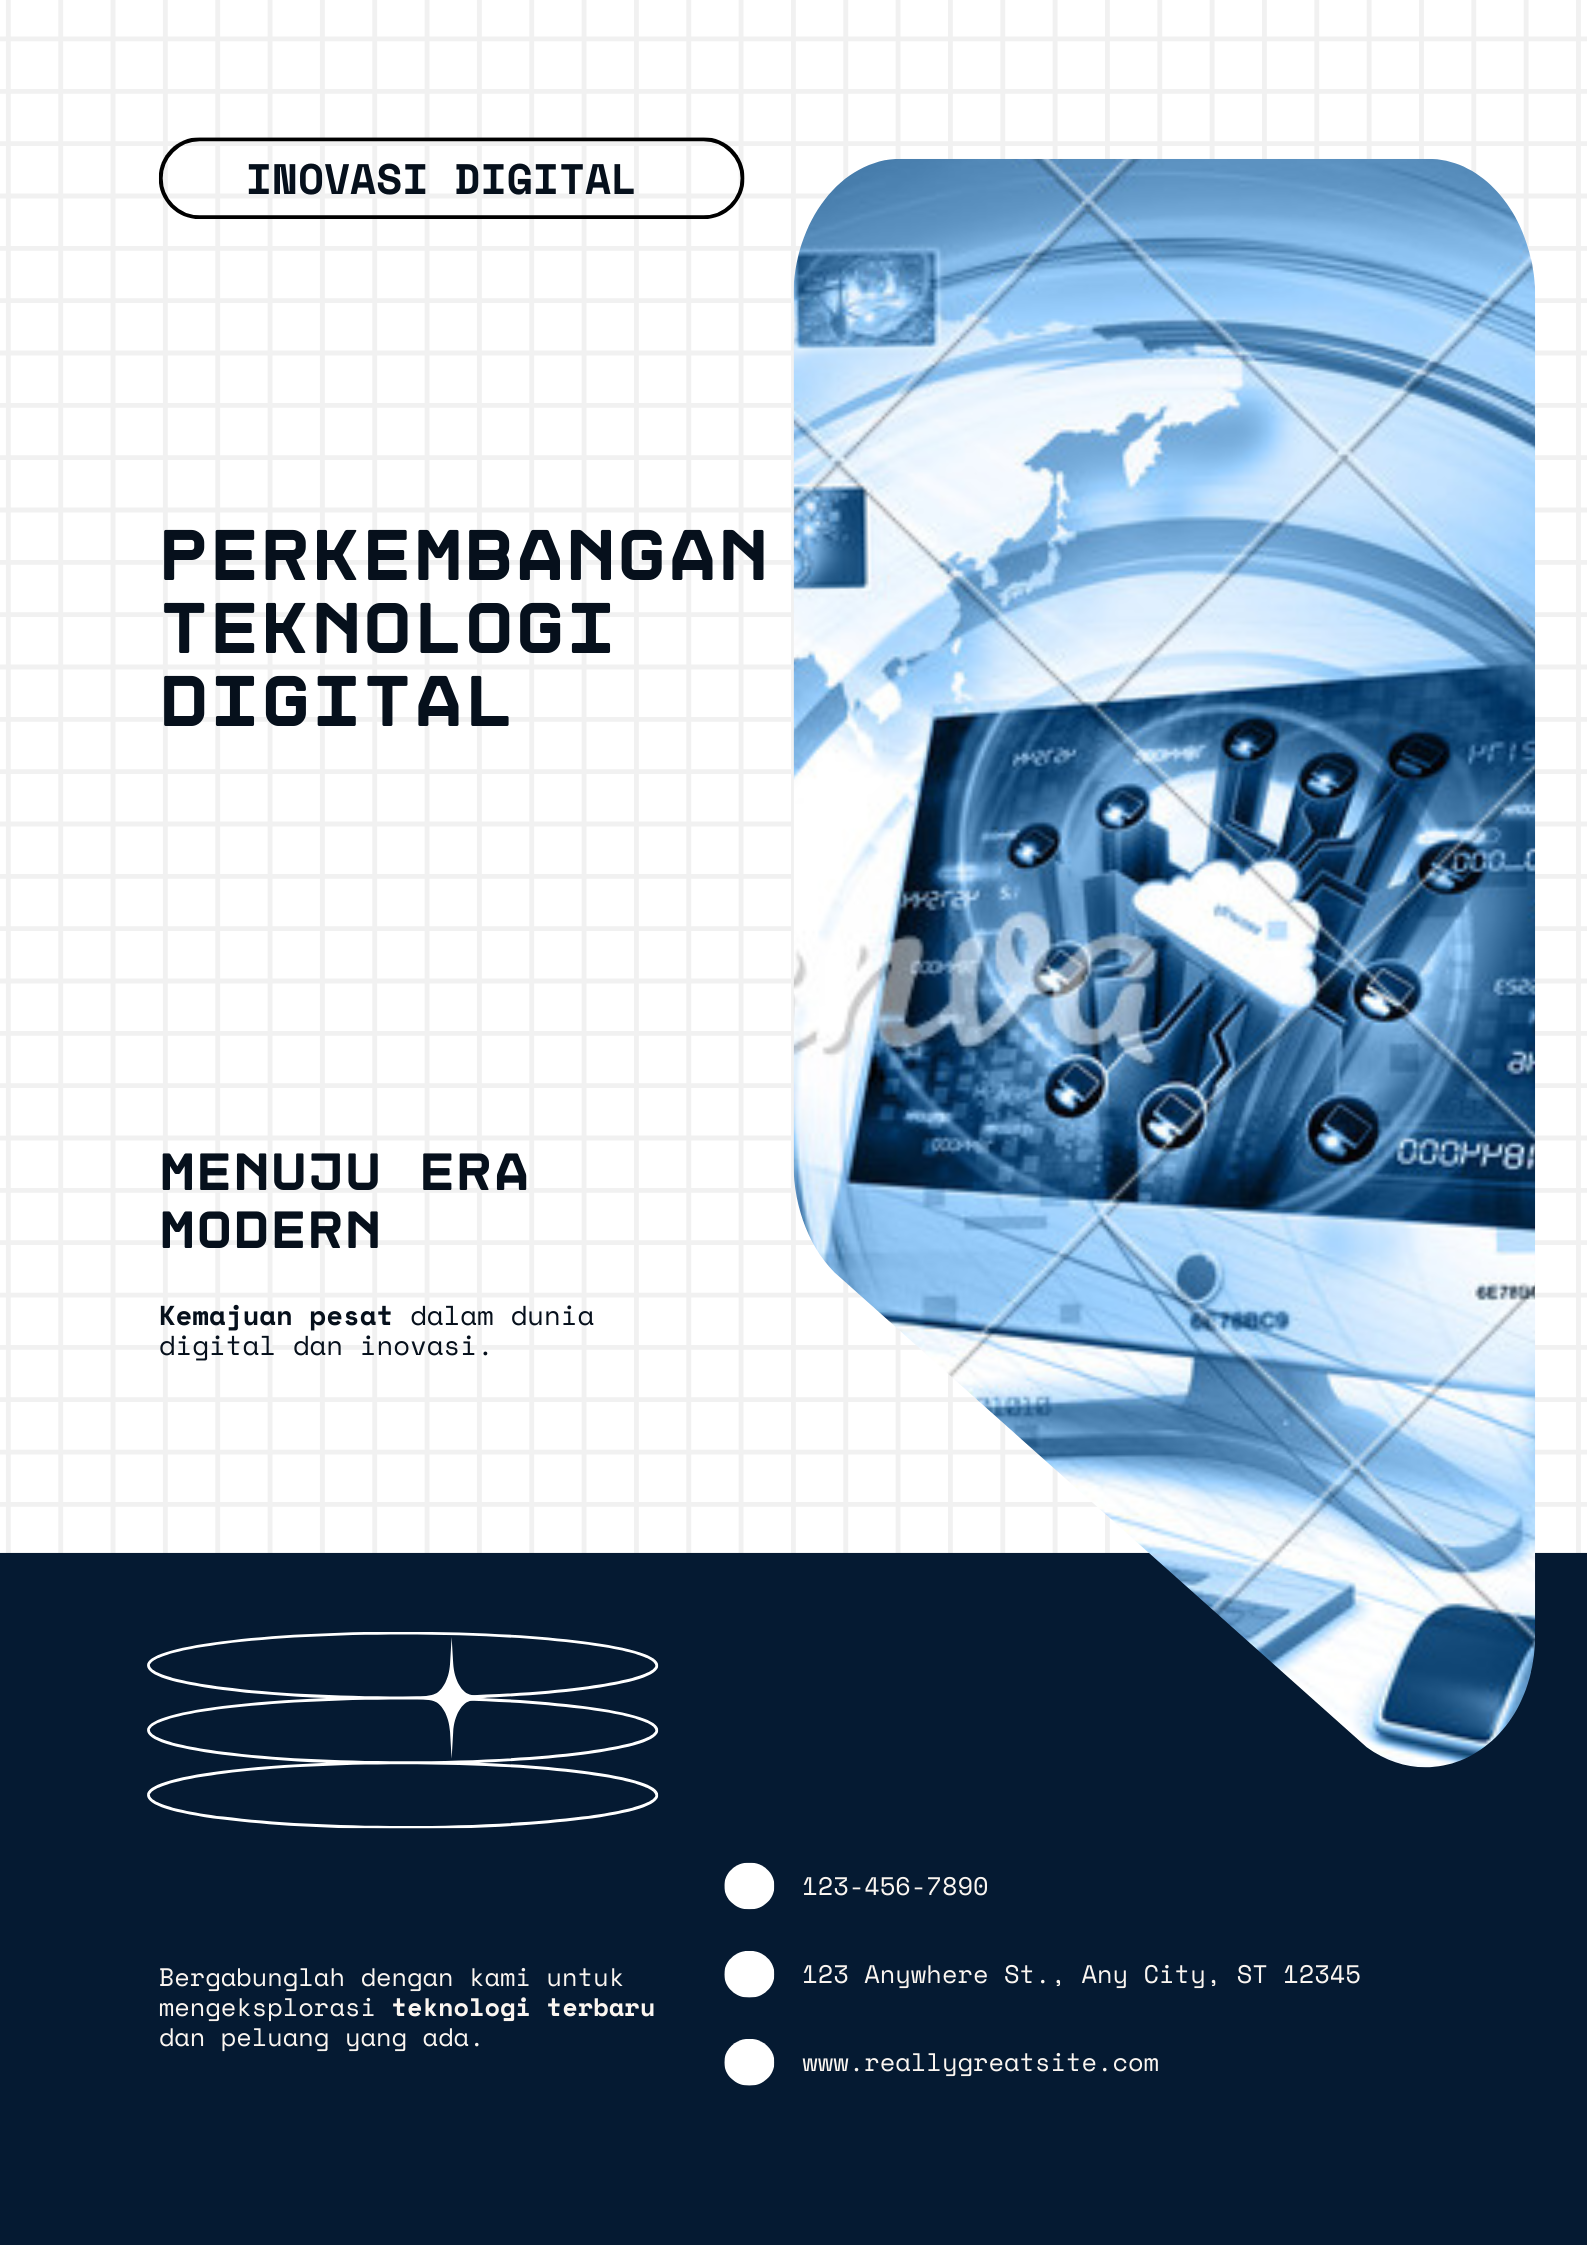 INOVASI DIGITAL
PERKEMBANGAN
TEKNOLOGI
DIGITAL
MENUJU ERA
MODERN
Kemajuan pesat dalam dunia
digital dan inovasi.
6E78BC9
Bergabunglah dengan kami untuk
mengeksplorasi teknologi terbaru
dan peluang yang ada.
123-456-7890
123 Anywhere St., Any City, ST 12345
www.reallygreatsite.com